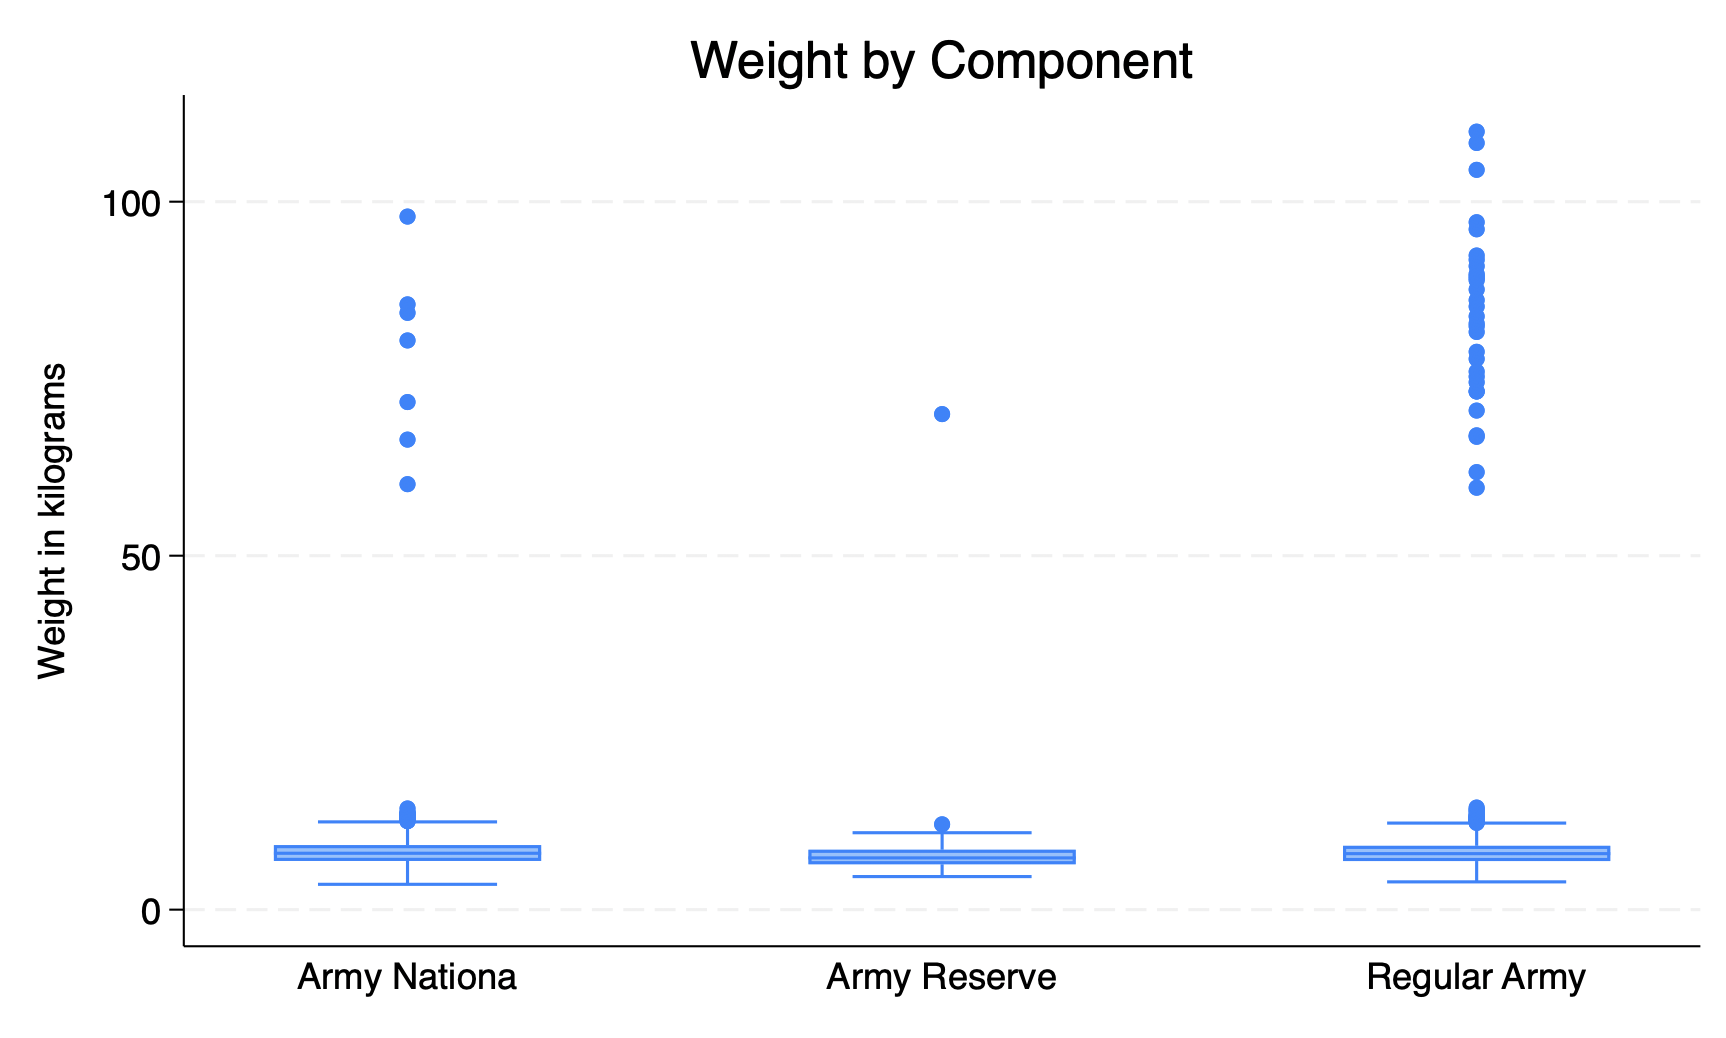 Weight by Component
Weight in kilograms
100
50
0
Army Nationa
Army Reserve
Regular Army